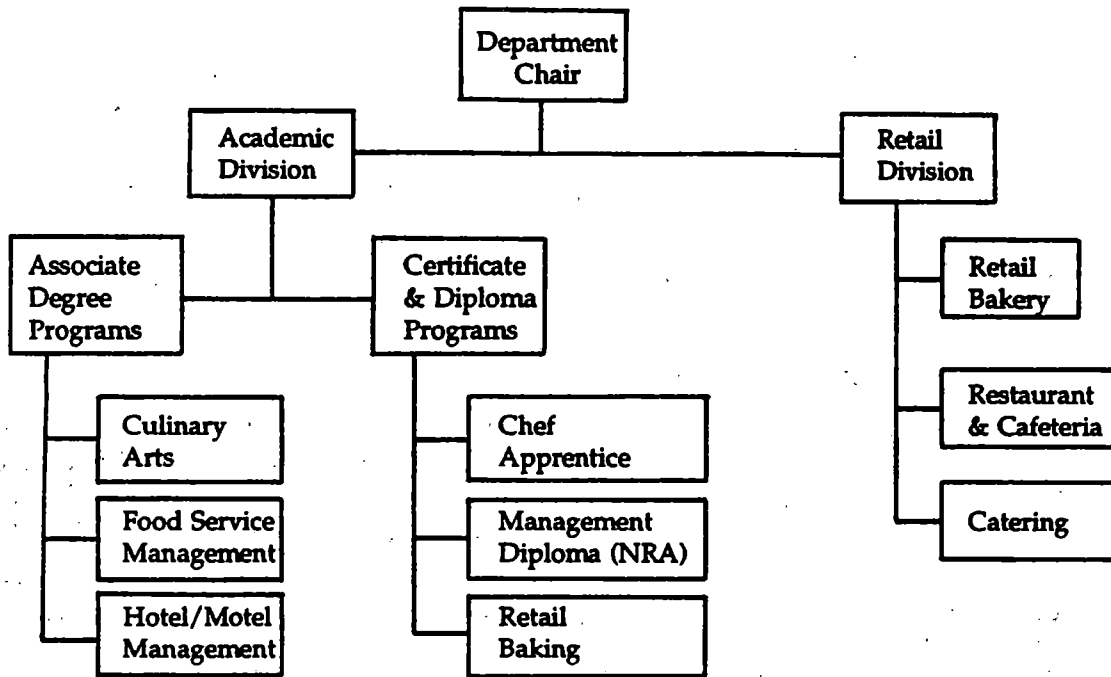 Department
Chair
Academic
Division
Retail
Division
Associate
Degree
Programs
Certificate
& Diploma
Programs
Retail
Bakery
Culinary
Arts
Chef
Apprentice
Restaurant
& Cafeteria
Food Service
Management
Management
Diploma (NRA)
Catering
Hotel/Motel
Management
Retail
Baking